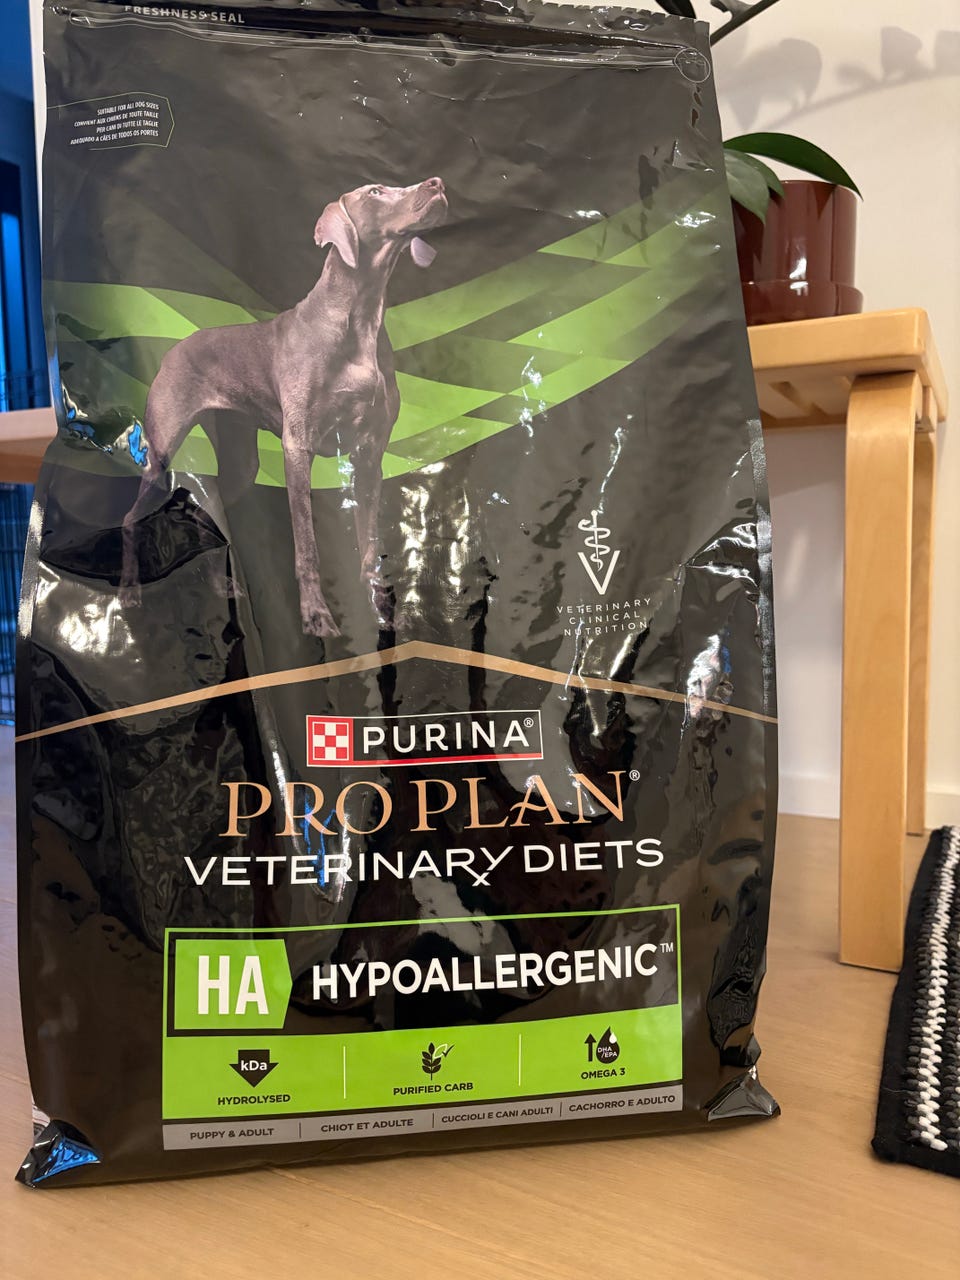 FRESHNESS SEAL
SUITABLE FOR ALL DOG SIZES
CONVIENT AUX CHIENS DE TOUTE TAILLE
PER CANI DI TUTTE LE TAGLIE
ADEQUADO A CÃES DE TODOS OS PORTES
VETERINARY
CLINICAL
NUTRITION
PURINA®
PRO PLAN®
VETERINARY DIETS
HA HYPOALLERGENIC™
kDa
HYDROLYSED
PURIFIED CARB
DHA
/EPA
OMEGA 3
PUPPY & ADULT
CHIOT ET ADULTE
CUCCIOLI E CANI ADULTI
CACHORRO E ADULTO